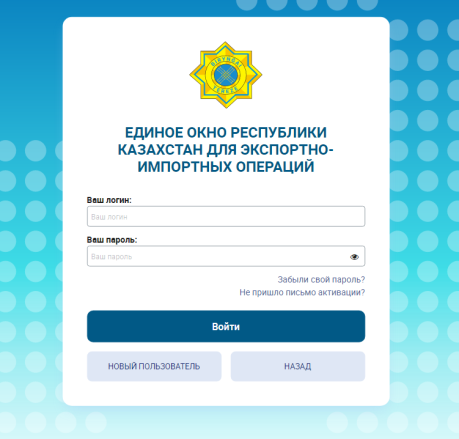 ЕДИНОЕ ОКНО РЕСПУБЛИКИ
КАЗАХСТАН ДЛЯ ЭКСПОРТНО-
ИМПОРТНЫХ ОПЕРАЦИЙ
Ваш логин:
Ваш логин
Ваш пароль:
Ваш пароль
Забыли свой пароль?
Не пришло письмо активации?
Войти
НОВЫЙ ПОЛЬЗОВАТЕЛЬ
НАЗАД